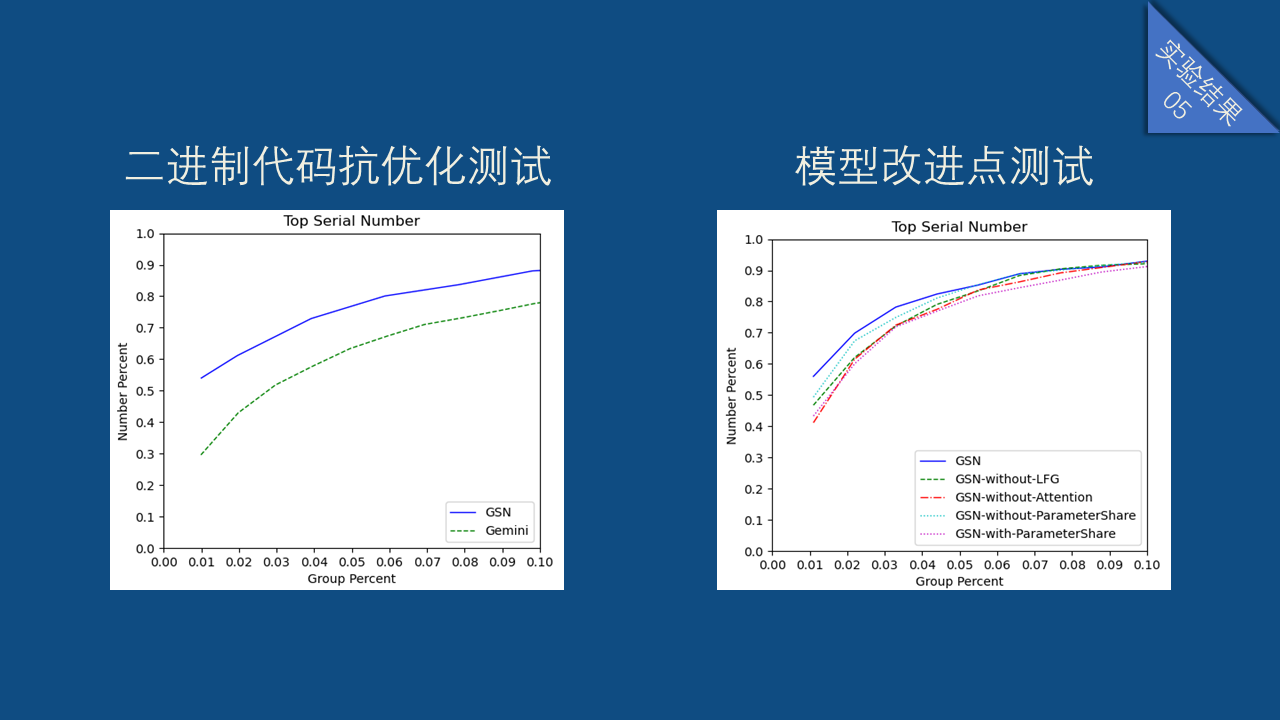 实验结果
05
二进制代码抗优化测试
模型改进点测试
Top Serial Number
1.0
0.9
0.8
0.7
0.6
0.5
0.4
0.3
0.2
0.1
0.0
Number Percent
GSN
Gemini
0.00 0.01 0.02 0.03 0.04 0.05 0.06 0.07 0.08 0.09 0.10
Group Percent
Top Serial Number
1.0
0.9
0.8
0.7
0.6
0.5
0.4
0.3
0.2
0.1
0.0
Number Percent
GSN
GSN-without-LFG
GSN-without-Attention
GSN-without-ParameterShare
GSN-with-ParameterShare
0.00 0.01 0.02 0.03 0.04 0.05 0.06 0.07 0.08 0.09 0.10
Group Percent